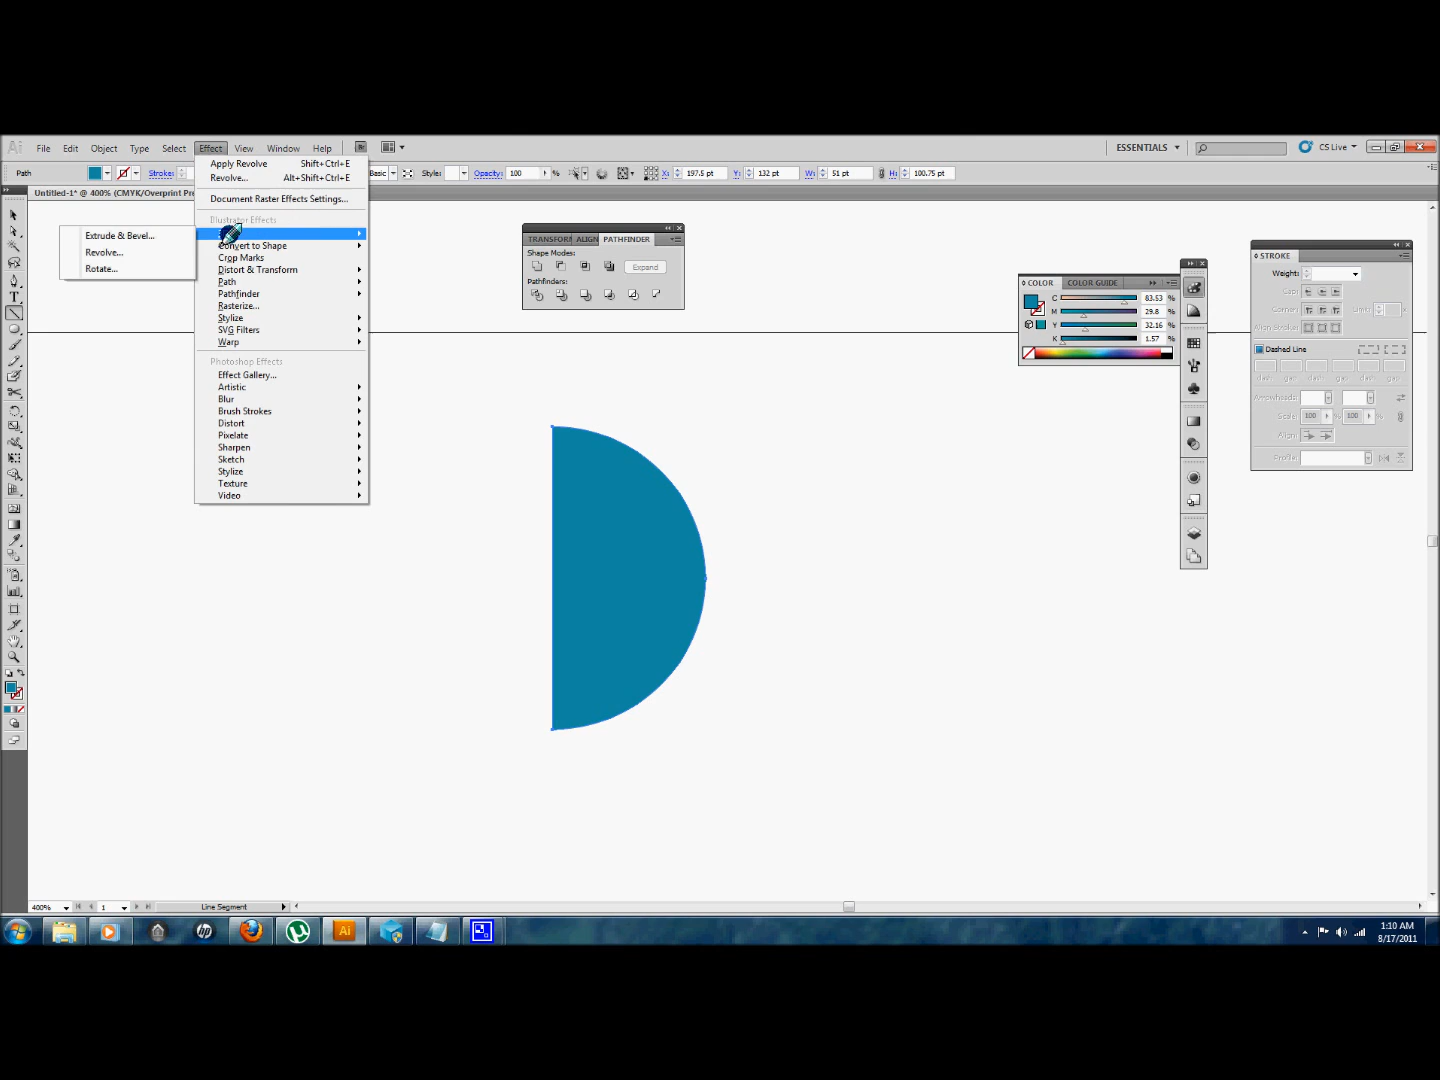 Ai File Edit Object Type Select Effect View Window Help Br ESSENTIALS CS Live
Path Stroke: Basic Style: Opacity: 100 % X: 197.5 pt Y: 132 pt W: 51 pt H: 100.75 pt
Untitled-1* @ 400% (CMYK/Overprint Pre
Apply Revolve Shift+Ctrl+E
Revolve... Alt+Shift+Ctrl+E
Document Raster Effects Settings...
Illustrator Effects
Convert to Shape
Crop Marks
Distort & Transform
Path
Pathfinder
Rasterize...
Stylize
SVG Filters
Warp
Photoshop Effects
Effect Gallery...
Artistic
Blur
Brush Strokes
Distort
Pixelate
Sharpen
Sketch
Stylize
Texture
Video
Extrude & Bevel...
Revolve...
Rotate...
TRANSFORM ALIGN PATHFINDER
Shape Modes:
Expand
Pathfinders:
COLOR COLOR GUIDE
C 83.53 %
M 29.8 %
Y 32.16 %
K 1.57 %
STROKE
Weight:
Cap:
Corner: Limit: x
Align Stroke:
Dashed Line
dash gap dash gap dash gap
Arrowheads:
Scale: 100 % 100 %
Align:
Profile:
400% 1 Line Segment
hp Ai
1:10 AM
8/17/2011